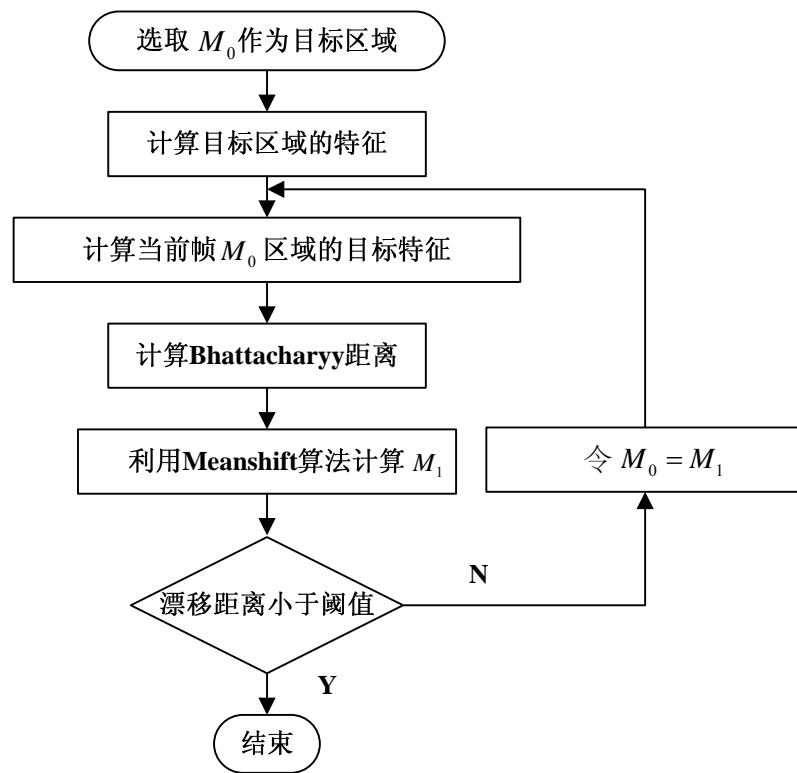 选取 M₀作为目标区域
计算目标区域的特征
计算当前帧 M₀ 区域的目标特征
计算Bhattacharyy距离
利用Meanshift算法计算 M₁
令 M₀ = M₁
漂移距离小于阈值
N
Y
结束